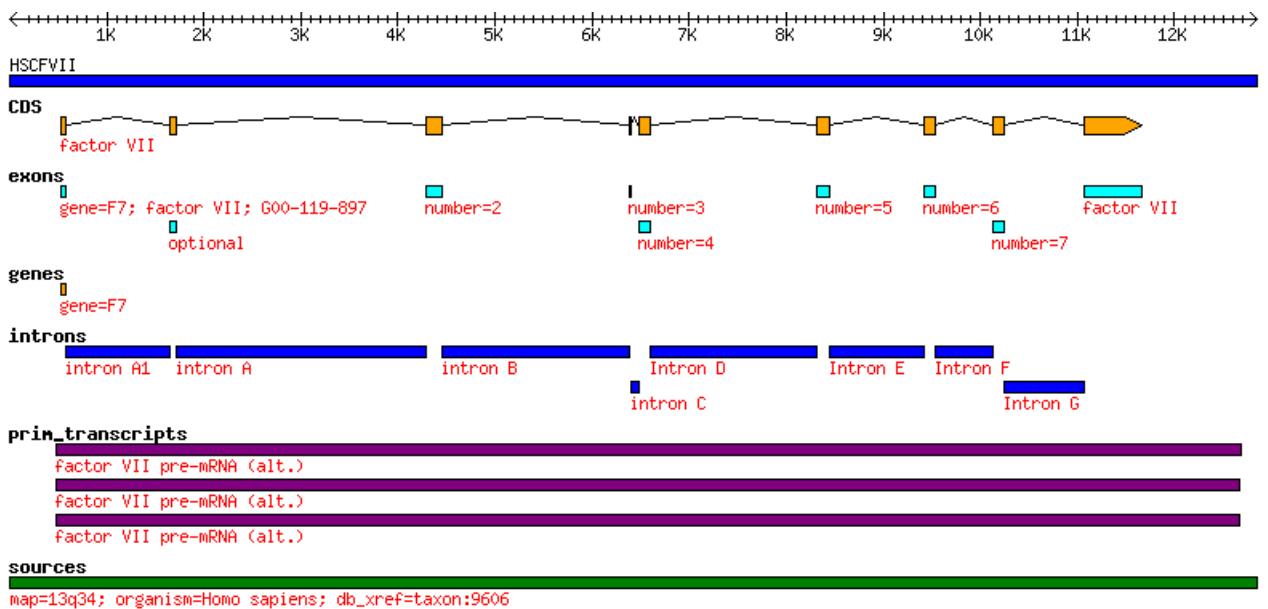 1K 2K 3K 4K 5K 6K 7K 8K 9K 10K 11K 12K
HSCFVII
CDS
factor VII
exons
gene=F7; factor VII; G00-119-897 number=2 number=3 number=5 number=6 factor VII
optional number=4 number=7
genes
gene=F7
introns
intron A1 intron A intron B Intron D Intron E Intron F
intron C Intron G
prim_transcripts
factor VII pre-mRNA (alt.)
factor VII pre-mRNA (alt.)
factor VII pre-mRNA (alt.)
sources
map=13q34; organism=Homo sapiens; db_xref=taxon:9606